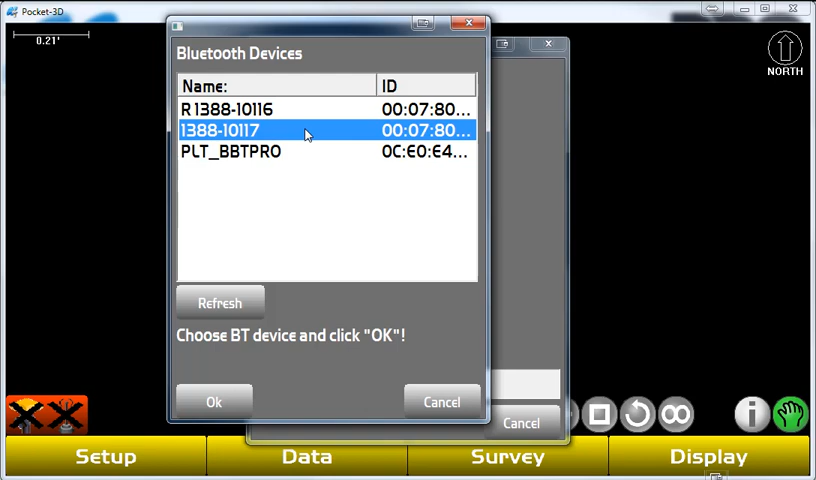 Pocket-3D
0.21'
NORTH
Bluetooth Devices
Name: ID
R1388-10116 00:07:80...
1388-10117 00:07:80...
PLT_BBTPRO 0C:E0:E4...
Refresh
Choose BT device and click "OK"!
Ok Cancel
Cancel
Setup Data Survey Display